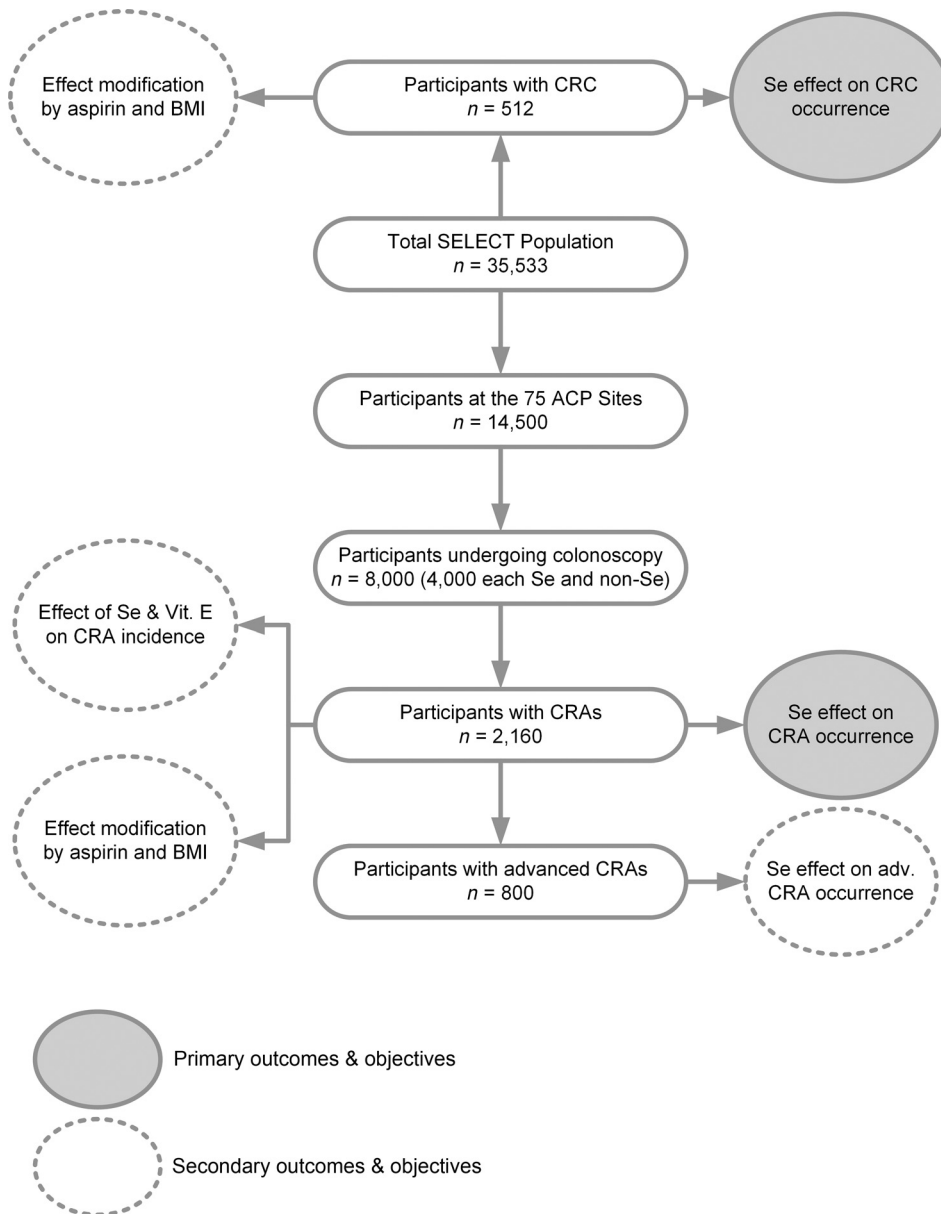 Effect modification
by aspirin and BMI
Participants with CRC
n = 512
Se effect on CRC
occurrence
Total SELECT Population
n = 35,533
Participants at the 75 ACP Sites
n = 14,500
Participants undergoing colonoscopy
n = 8,000 (4,000 each Se and non-Se)
Effect of Se & Vit. E
on CRA incidence
Participants with CRAs
n = 2,160
Se effect on
CRA occurrence
Effect modification
by aspirin and BMI
Participants with advanced CRAs
n = 800
Se effect on adv.
CRA occurrence
Primary outcomes & objectives
Secondary outcomes & objectives